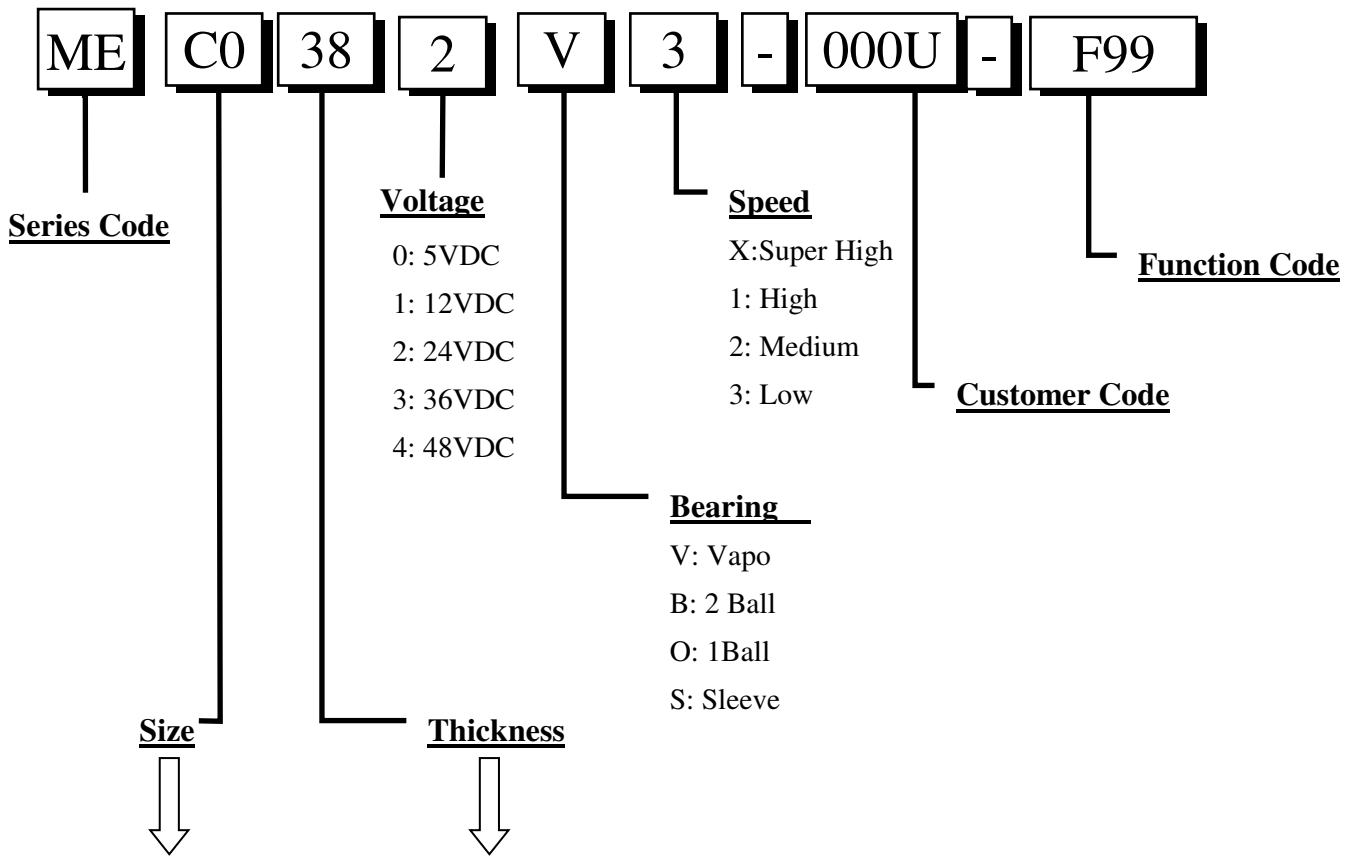 ME C0 38 2 V 3 - 000U - F99
Series Code
Voltage
0: 5VDC
1: 12VDC
2: 24VDC
3: 36VDC
4: 48VDC
Speed
X:Super High
1: High
2: Medium
3: Low
Function Code
Customer Code
Bearing
V: Vapo
B: 2 Ball
O: 1Ball
S: Sleeve
Size
Thickness